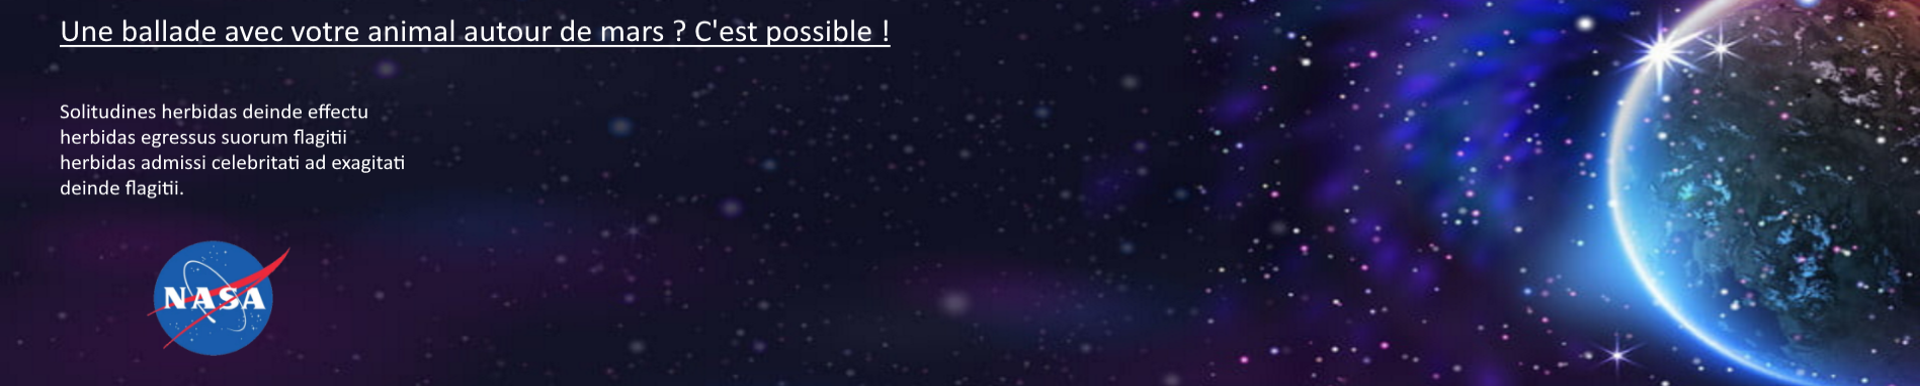 Une ballade avec votre animal autour de mars ? C'est possible !
Solitudines herbidas deinde effectu
herbidas egressus suorum flagitii
herbidas admissi celebritati ad exagitati
deinde flagitii.
NASA